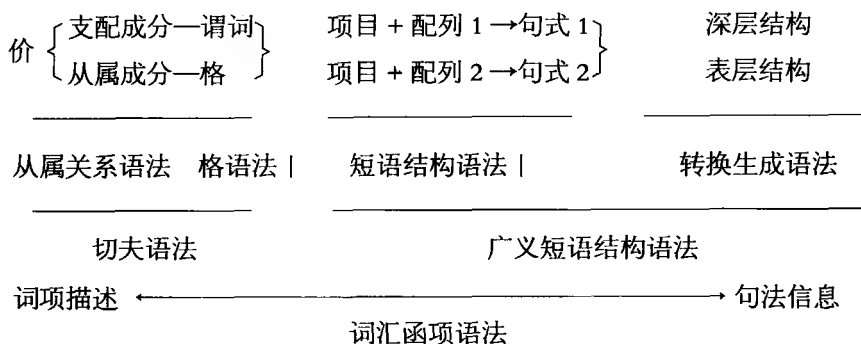 价 { 支配成分—谓词 } 项目 + 配列 1 →句式 1 } 深层结构
从属成分—格 项目 + 配列 2 →句式 2 表层结构
从属关系语法 格语法 | 短语结构语法 | 转换生成语法
切夫语法 广义短语结构语法
词项描述 ←→ 句法信息
词汇函项语法